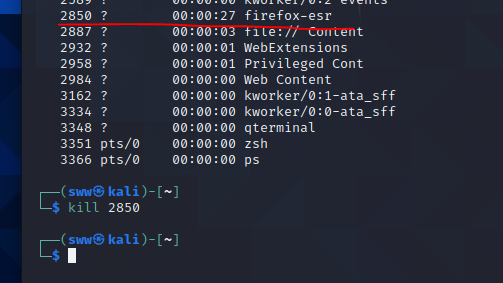 2589 ? 00:00:00 kworker/0:2 events
2850 ? 00:00:27 firefox-esr
2887 ? 00:00:03 file:// Content
2932 ? 00:00:01 WebExtensions
2958 ? 00:00:01 Privileged Cont
2984 ? 00:00:00 Web Content
3162 ? 00:00:00 kworker/0:1-ata_sff
3334 ? 00:00:00 kworker/0:0-ata_sff
3348 ? 00:00:01 qterminal
3351 pts/0 00:00:00 zsh
3366 pts/0 00:00:00 ps
┌──(sww㉿kali)-[~]
└─$ kill 2850
┌──(sww㉿kali)-[~]
└─$